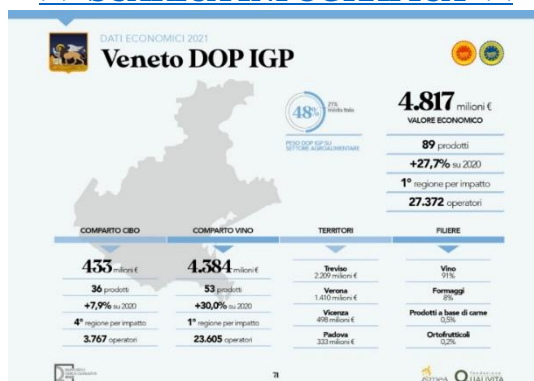 DATI ECONOMICI 2021
Veneto DOP IGP
48%
21%
media Italia
PESO DOP IGP SU
SETTORE AGROALIMENTARE
4.817 milioni €
VALORE ECONOMICO
89 prodotti
+27,7% su 2020
1° regione per impatto
27.372 operatori
COMPARTO CIBO
433 milioni €
36 prodotti
+7,9% su 2020
4° regione per impatto
3.767 operatori
COMPARTO VINO
4.384 milioni €
53 prodotti
+30,0% su 2020
1° regione per impatto
23.605 operatori
TERRITORI
Treviso
2.209 milioni €
Verona
1.410 milioni €
Vicenza
498 milioni €
Padova
333 milioni €
FILIERE
Vino
91%
Formaggi
8%
Prodotti a base di carne
0,5%
Ortofrutticoli
0,2%
71
QUALIVITA